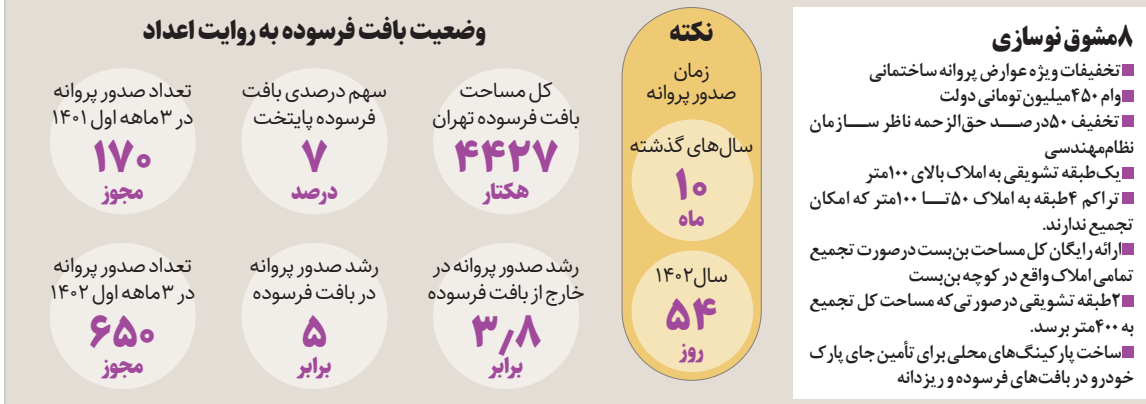 ۸مشوق نوسازی
تخفیفات ویژه عوارض پروانه ساختمانی
وام ۴۵۰میلیون تومانی دولت
تخفیف ۵۰درصـــد حق‌الزحمه ناظر ســـازمان
نظام‌مهندسی
یک‌طبقه تشویقی به املاک بالای ۱۰۰متر
تراکم ۴طبقه به املاک ۵۰تـــا ۱۰۰متر که امکان
تجمیع ندارند.
ارائه رایگان کل مساحت بن‌بست درصورت تجمیع
تمامی املاک واقع در کوچه بن‌بست
۲طبقه تشویقی درصورتی‌که مساحت کل تجمیع
به ۴۰۰متر برسد.
ساخت پارکینگ‌های محلی برای تأمین جای پارک
خودرو در بافت‌های فرسوده و ریزدانه
نکته
زمان
صدور پروانه
سال‌های گذشته
۱۰
ماه
سال۱۴۰۲
۵۴
روز
وضعیت بافت فرسوده به روایت اعداد
کل مساحت
بافت فرسوده تهران
۴۴۲۷
هکتار
سهم درصدی بافت
فرسوده پایتخت
۷
درصد
تعداد صدور پروانه
در ۳ماهه اول ۱۴۰۱
۱۷۰
مجوز
رشد صدور پروانه در
خارج از بافت فرسوده
۳٫۸
برابر
رشد صدور پروانه
در بافت فرسوده
۵
برابر
تعداد صدور پروانه
در ۳ماهه اول ۱۴۰۲
۶۵۰
مجوز